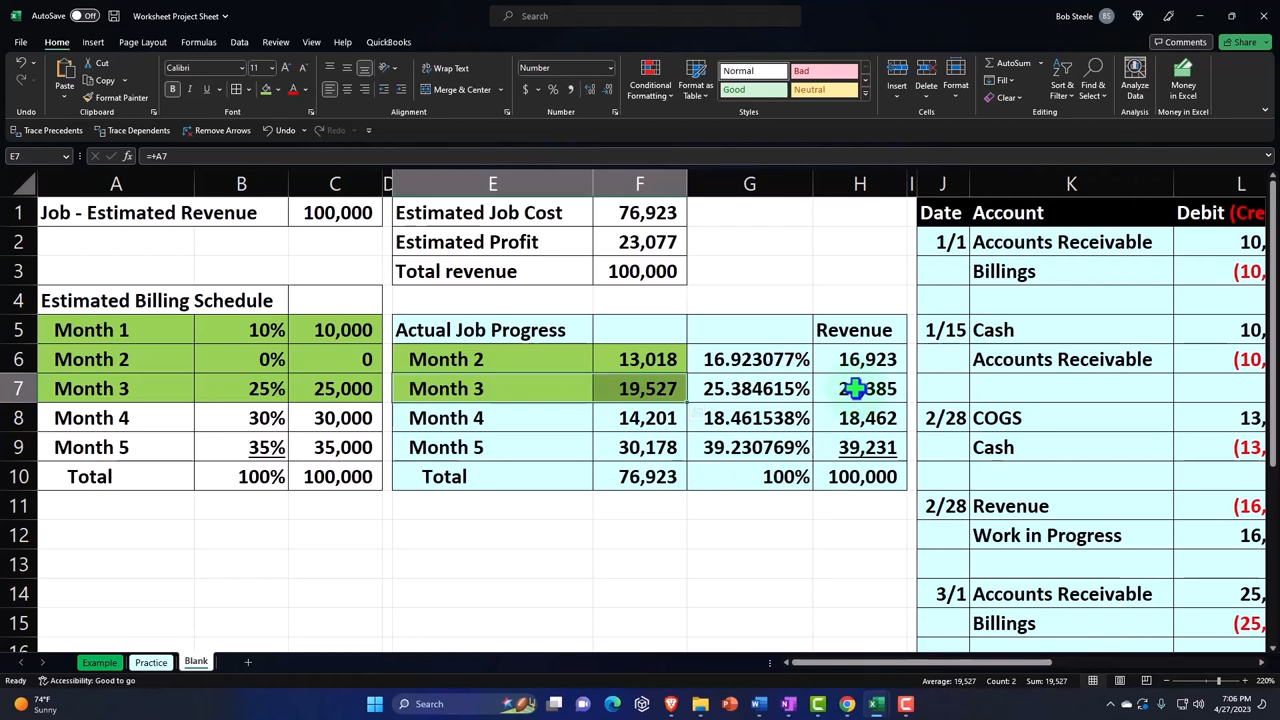 AutoSave Off Worksheet Project Sheet Search Bob Steele BS
File Home Insert Page Layout Formulas Data Review View Help QuickBooks Comments Share
Cut Calibri 11 Wrap Text Number Normal Bad AutoSum
Paste Copy Conditional Format as Insert Delete Format Fill Sort & Find & Analyze Money
Format Painter B I U Merge & Center $ % Formatting Table Good Neutral Clear Filter Select Data in Excel
Undo Clipboard Font Alignment Number Styles Cells Editing Analysis Money in Excel
Trace Precedents Trace Dependents Remove Arrows Undo Redo
E7 fx =+A7
A B C D E F G H I J K L
1 Job - Estimated Revenue 100,000 Estimated Job Cost 76,923 Date Account Debit (Cre
2 Estimated Profit 23,077 1/1 Accounts Receivable 10,
3 Total revenue 100,000 Billings (10,
4 Estimated Billing Schedule
5 Month 1 10% 10,000 Actual Job Progress Revenue 1/15 Cash 10,
6 Month 2 0% 0 Month 2 13,018 16.923077% 16,923 Accounts Receivable (10,
7 Month 3 25% 25,000 Month 3 19,527 25.384615% 385
8 Month 4 30% 30,000 Month 4 14,201 18.461538% 18,462 2/28 COGS 13,
9 Month 5 35% 35,000 Month 5 30,178 39.230769% 39,231 Cash (13,
10 Total 100% 100,000 Total 76,923 100% 100,000
11 2/28 Revenue (16,
12 Work in Progress 16,
13
14 3/1 Accounts Receivable 25,
15 Billings (25,
16
Example Practice Blank
Ready Accessibility: Good to go Average: 19,527 Count: 2 Sum: 19,527 220%
74°F Search 7:06 PM
Sunny 4/27/2023